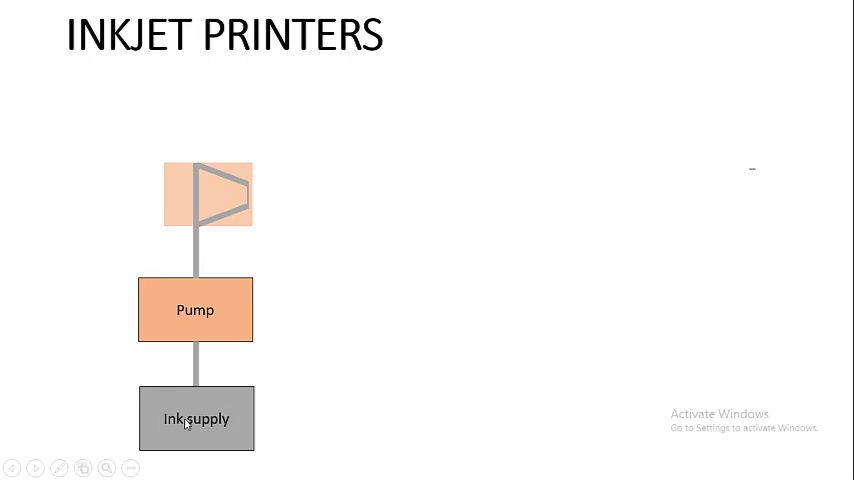 INKJET PRINTERS
Pump
Ink supply
Activate Windows
Go to Settings to activate Windows.